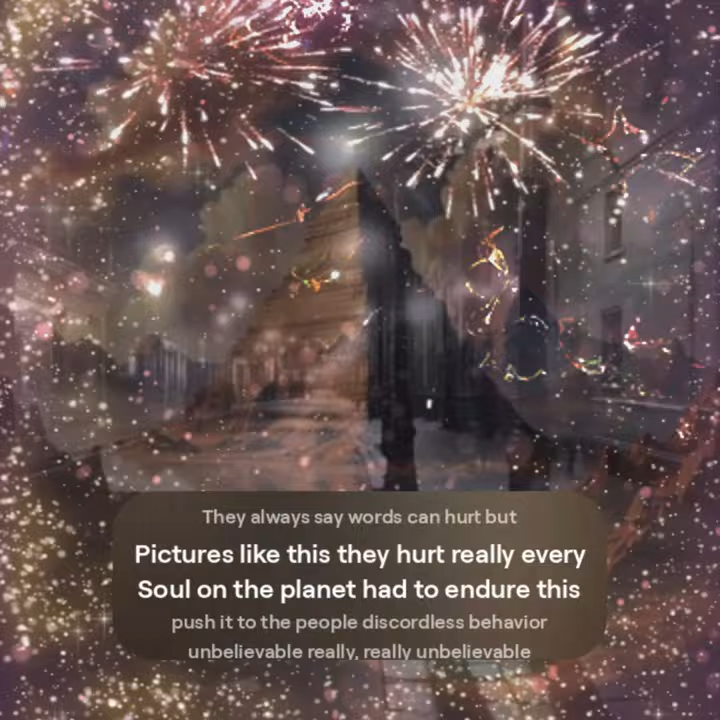 They always say words can hurt but
Pictures like this they hurt really every
Soul on the planet had to endure this
push it to the people discordless behavior
unbelievable really, really unbelievable